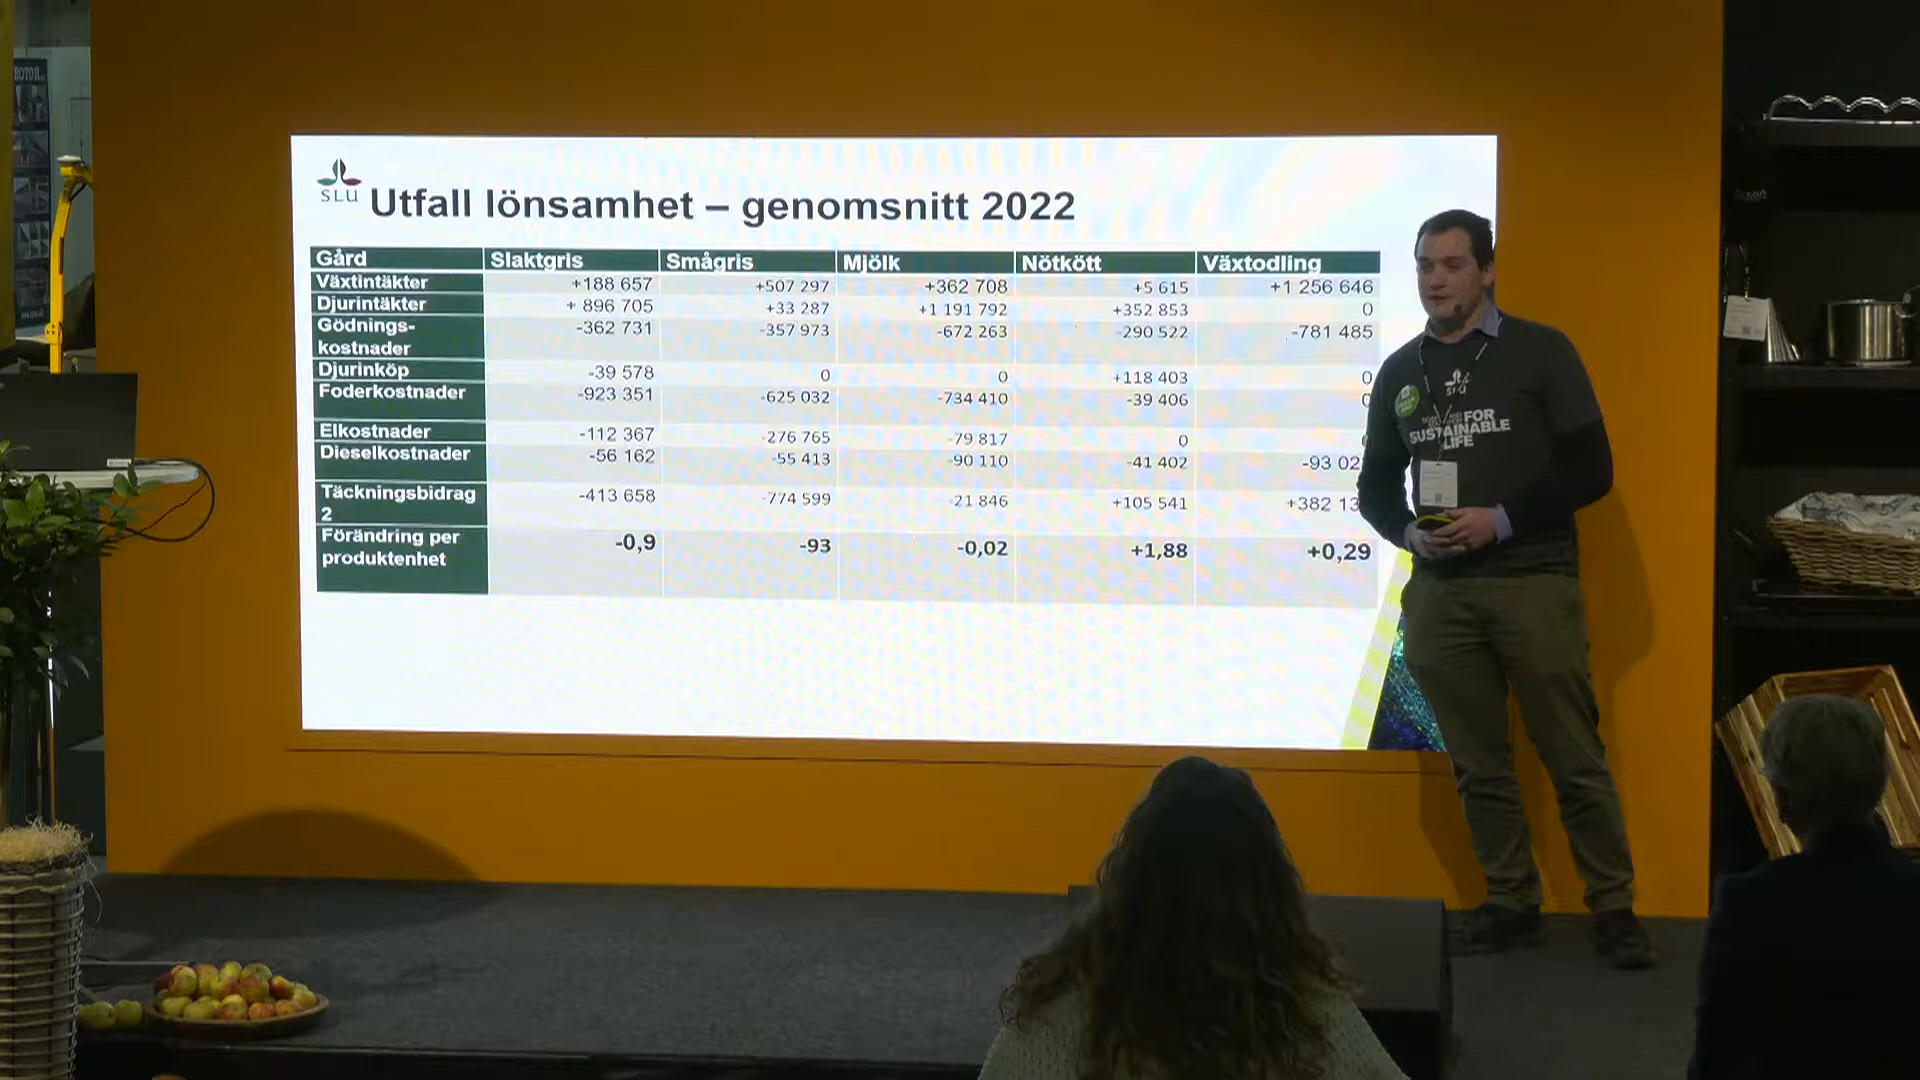 SLU
Utfall lönsamhet – genomsnitt 2022
Gård Slaktgris Smågris Mjölk Nötkött Växtodling
Växtintäkter +188 657 +507 297 +362 708 +5 615 +1 256 646
Djurintäkter + 896 705 +33 287 +1 191 792 +352 853 0
Gödnings-
kostnader -362 731 -357 973 -672 263 -290 522 -781 485
Djurinköp -39 578 0 0 +118 403 0
Foderkostnader -923 351 -625 032 -734 410 -39 406
Elkostnader -112 367 -276 765 -79 817 0
Dieselkostnader -56 162 -55 413 -90 110 -41 402 -93 02
Täckningsbidrag
2 -413 658 -774 599 -21 846 +105 541 +382 13
Förändring per
produktenhet -0,9 -93 -0,02 +1,88 +0,29
SLU
FOR
SUSTAINABLE
LIFE